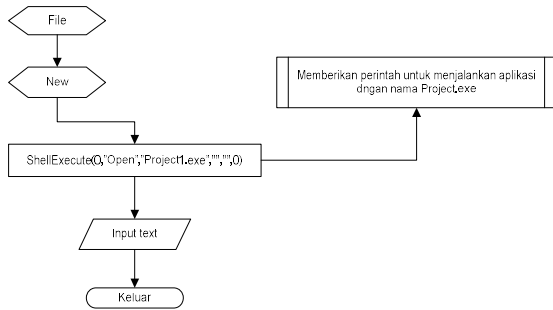 File
New
Memberikan perintah untuk menjalankan aplikasi
dngan nama Project.exe
ShellExecute(0,"Open","Project1.exe","","",0)
Input text
Keluar